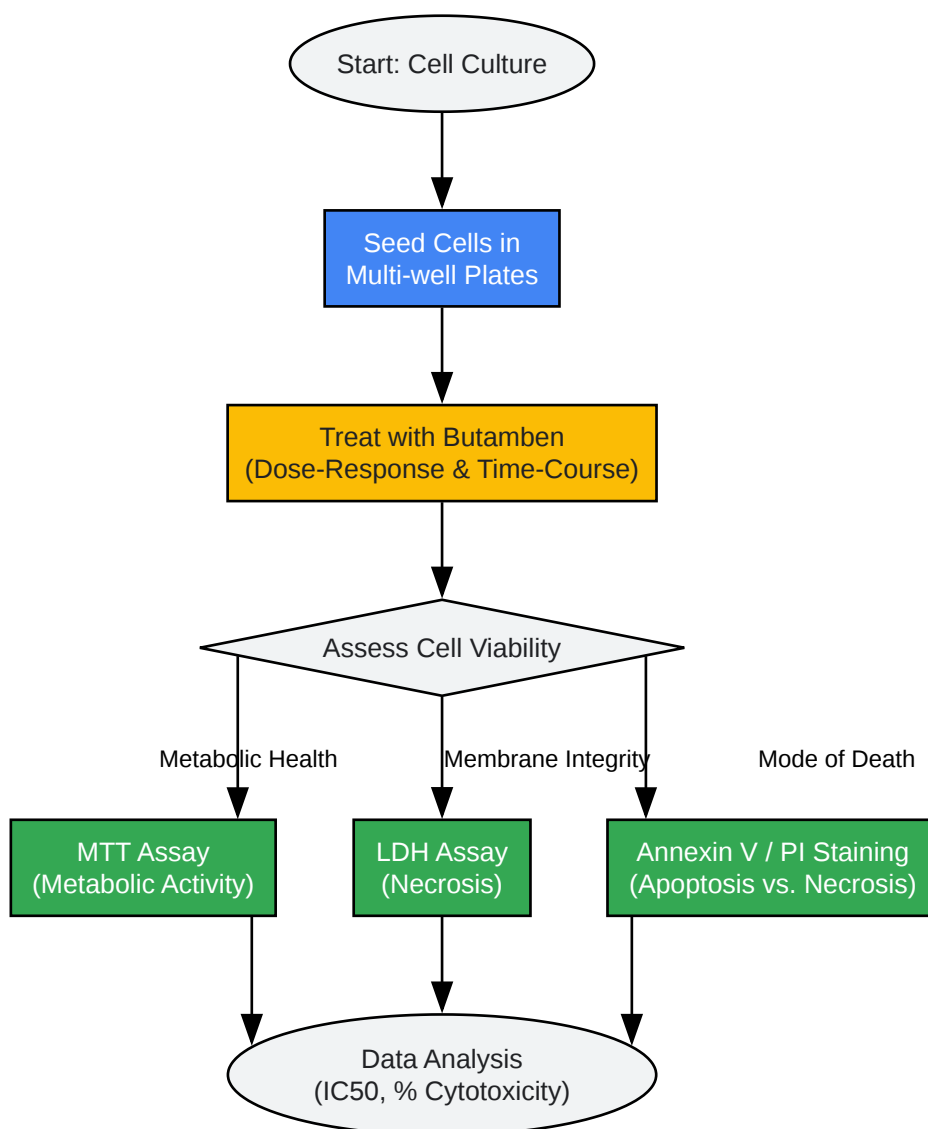 Start: Cell Culture
Seed Cells in
Multi-well Plates
Treat with Butamben
(Dose-Response & Time-Course)
Assess Cell Viability
Metabolic Health
Membrane Integrity
Mode of Death
MTT Assay
(Metabolic Activity)
LDH Assay
(Necrosis)
Annexin V / PI Staining
(Apoptosis vs. Necrosis)
Data Analysis
(IC50, % Cytotoxicity)